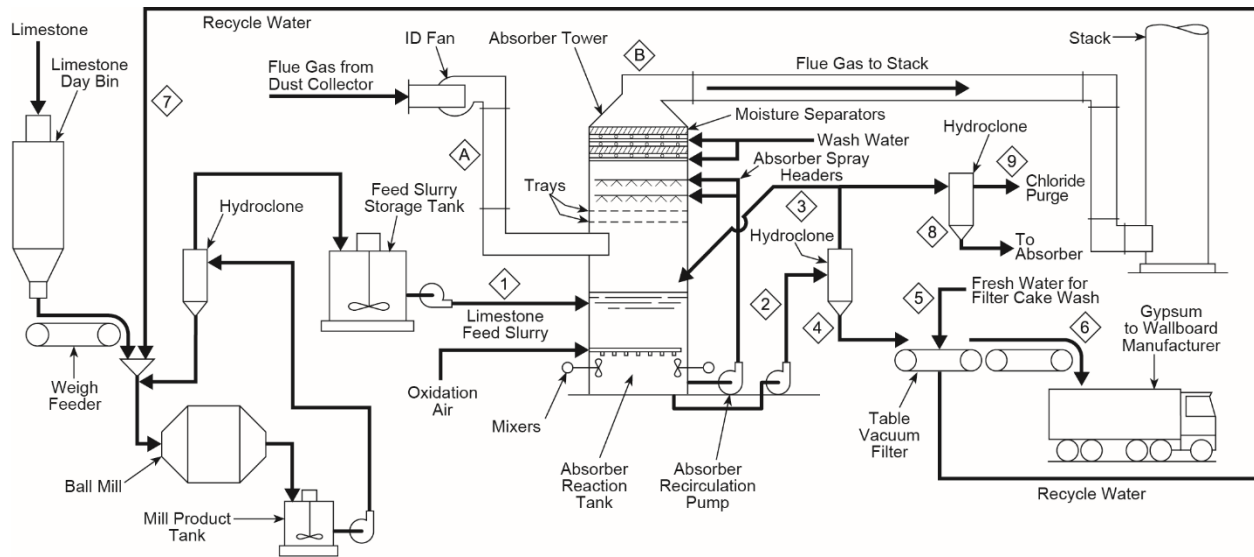 Recycle Water
Limestone
Limestone
Day Bin
7
Flue Gas from
Dust Collector
ID Fan
Absorber
Tower
A
B
Flue Gas to Stack
Stack
Moisture Separators
Wash Water
Absorber Spray
Headers
Trays
Hydroclone
Feed Slurry
Storage Tank
1
Limestone
Feed Slurry
Oxidation
Air
Mixers
Absorber
Reaction
Tank
Absorber
Recirculation
Pump
2
3
Hydroclone
4
Hydroclone
9
Chloride
Purge
8
To
Absorber
5
Fresh Water for
Filter Cake Wash
6
Gypsum
to Wallboard
Manufacturer
Table
Vacuum
Filter
Recycle Water
Weigh
Feeder
Ball Mill
Mill Product
Tank